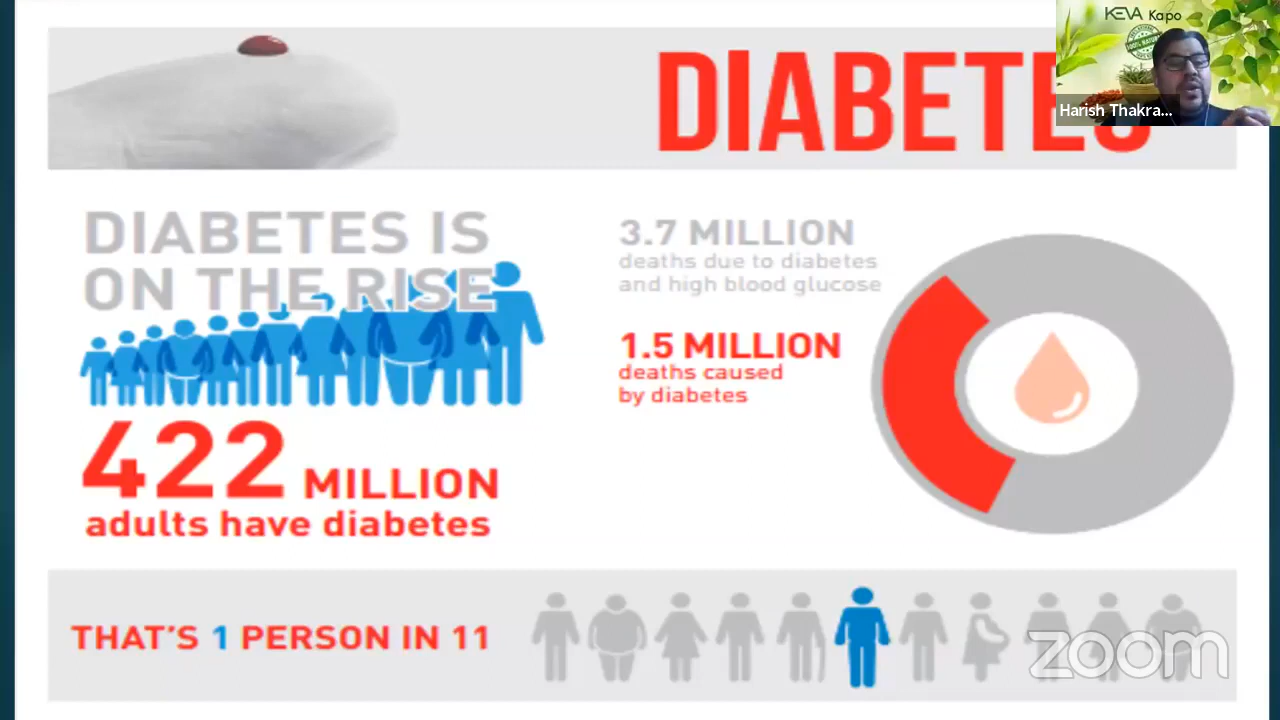 DIABETES
KEVA Kapo
100% NATURAL
Harish Thakra...
DIABETES IS
ON THE RISE
422 MILLION
adults have diabetes
3.7 MILLION
deaths due to diabetes
and high blood glucose
1.5 MILLION
deaths caused
by diabetes
THAT'S 1 PERSON IN 11
zoom